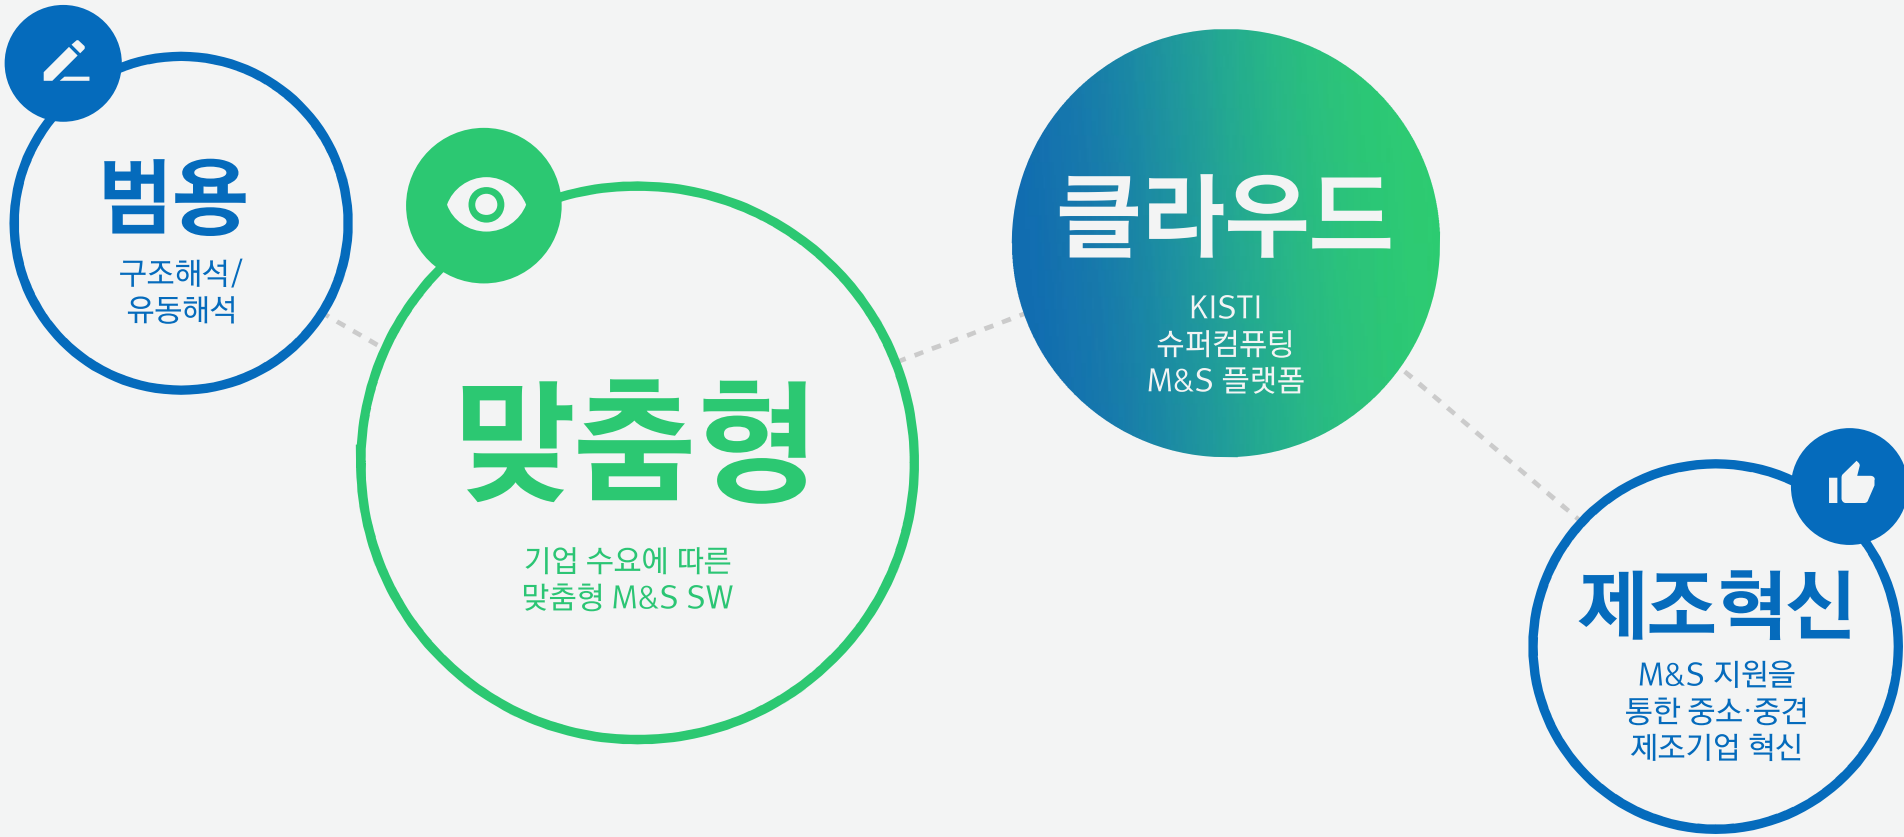 범용
구조해석/
유동해석
맞춤형
기업 수요에 따른
맞춤형 M&S SW
클라우드
KISTI
슈퍼컴퓨팅
M&S 플랫폼
제조혁신
M&S 지원을
통한 중소·중견
제조기업 혁신